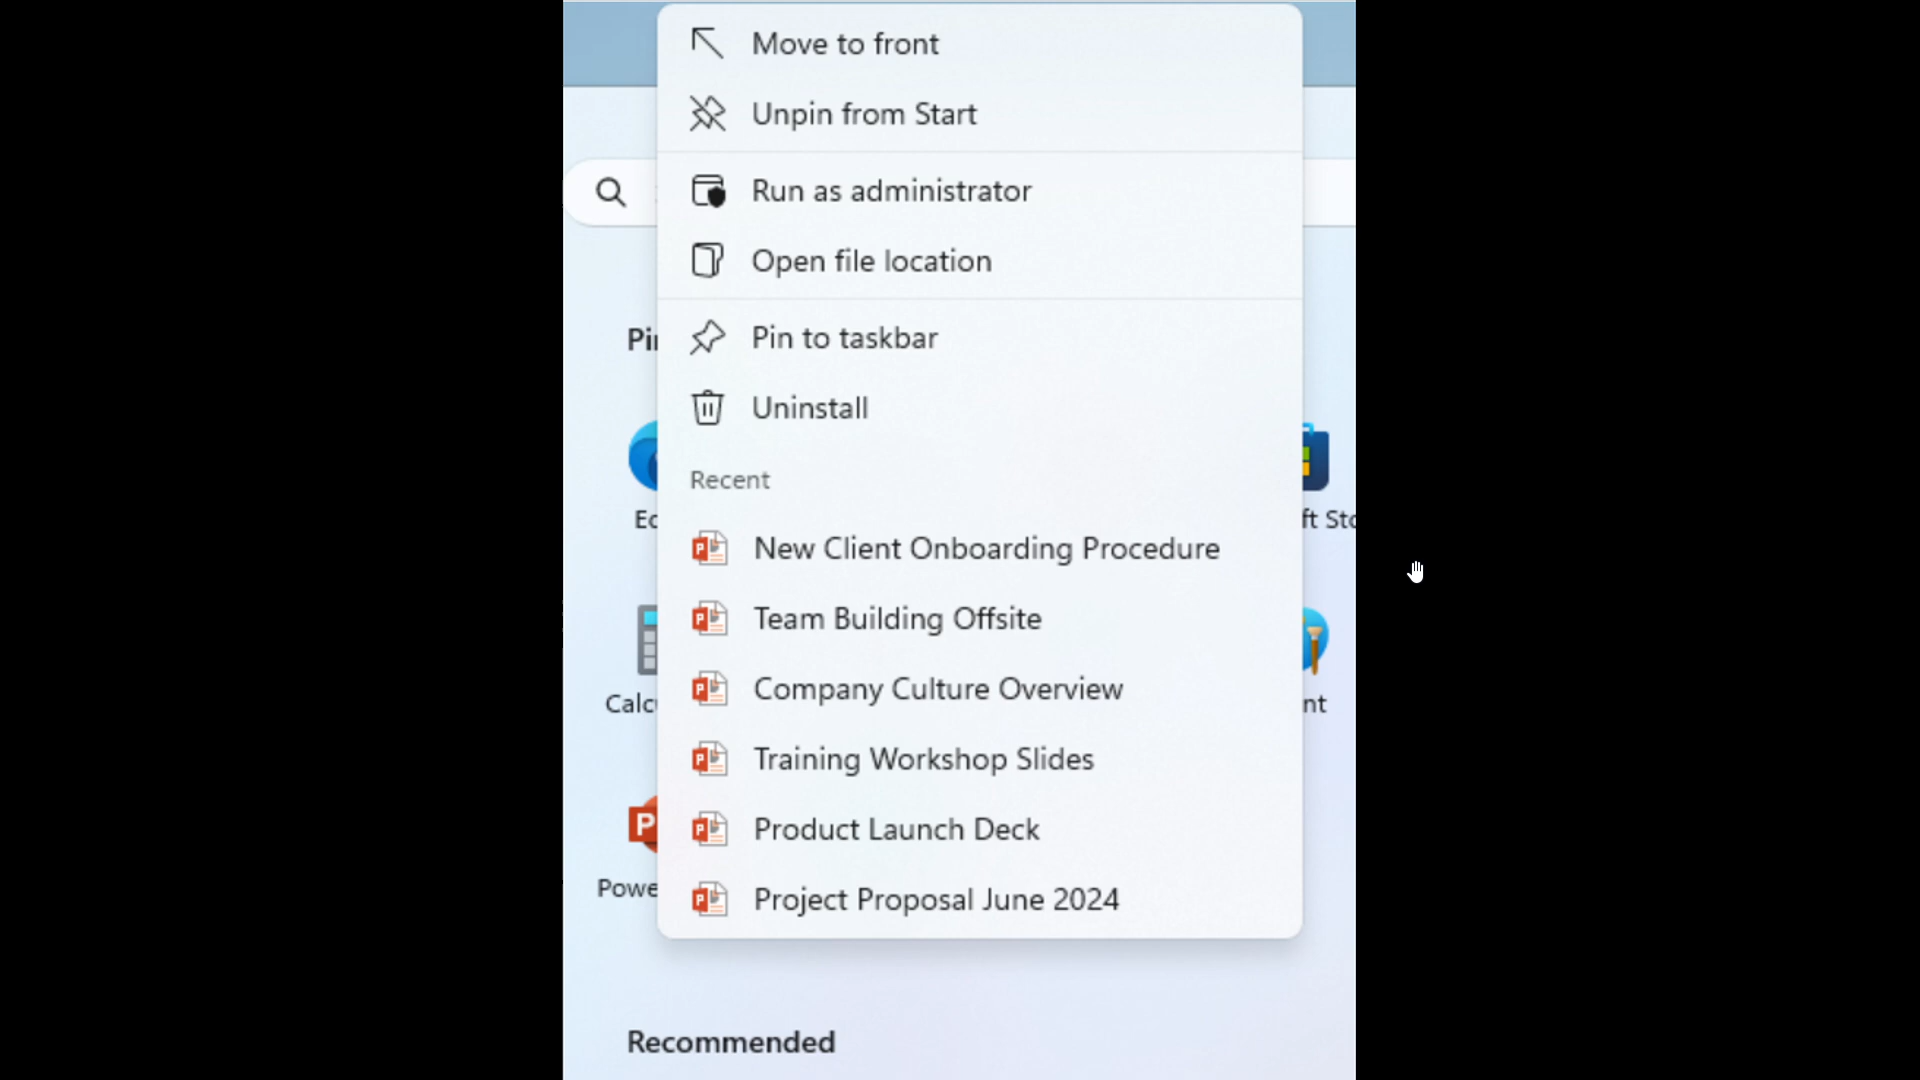 Move to front
Unpin from Start
Run as administrator
Open file location
Pin to taskbar
Uninstall
Recent
New Client Onboarding Procedure
Team Building Offsite
Company Culture Overview
Training Workshop Slides
Product Launch Deck
Project Proposal June 2024
Recommended